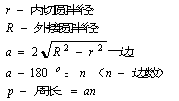 r－内切圆半径
R－外接圆半径
a = 2√R² － r² 一边
a－180 °：n （n－边数）
p－周长 = an